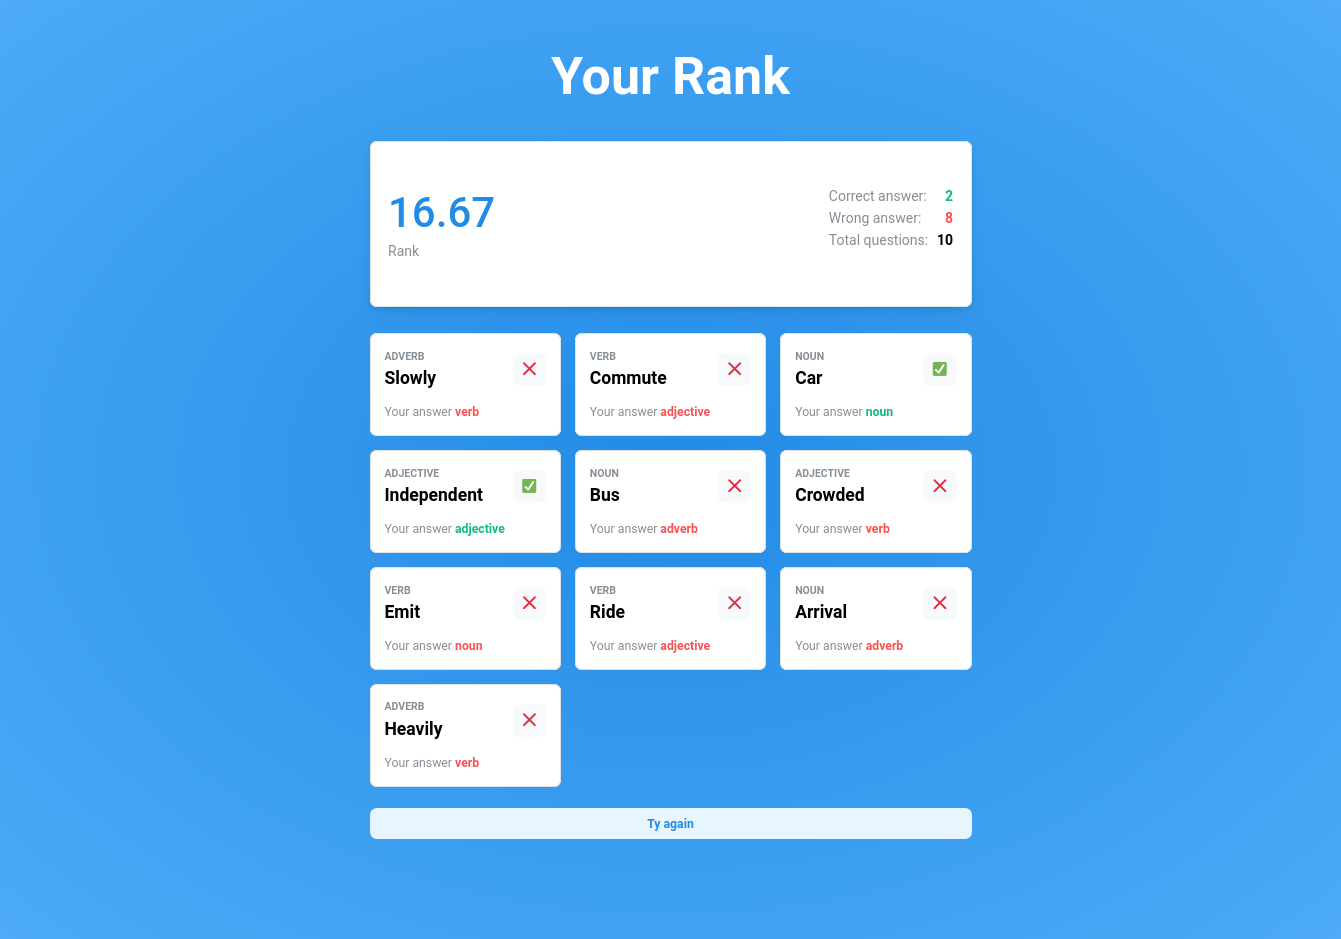 Your Rank
16.67
Rank
Correct answer: 2
Wrong answer: 8
Total questions: 10
ADVERB
Slowly
Your answer verb
VERB
Commute
Your answer adjective
NOUN
Car
Your answer noun
ADJECTIVE
Independent
Your answer adjective
NOUN
Bus
Your answer adverb
ADJECTIVE
Crowded
Your answer verb
VERB
Emit
Your answer noun
VERB
Ride
Your answer adjective
NOUN
Arrival
Your answer adverb
ADVERB
Heavily
Your answer verb
Ty again